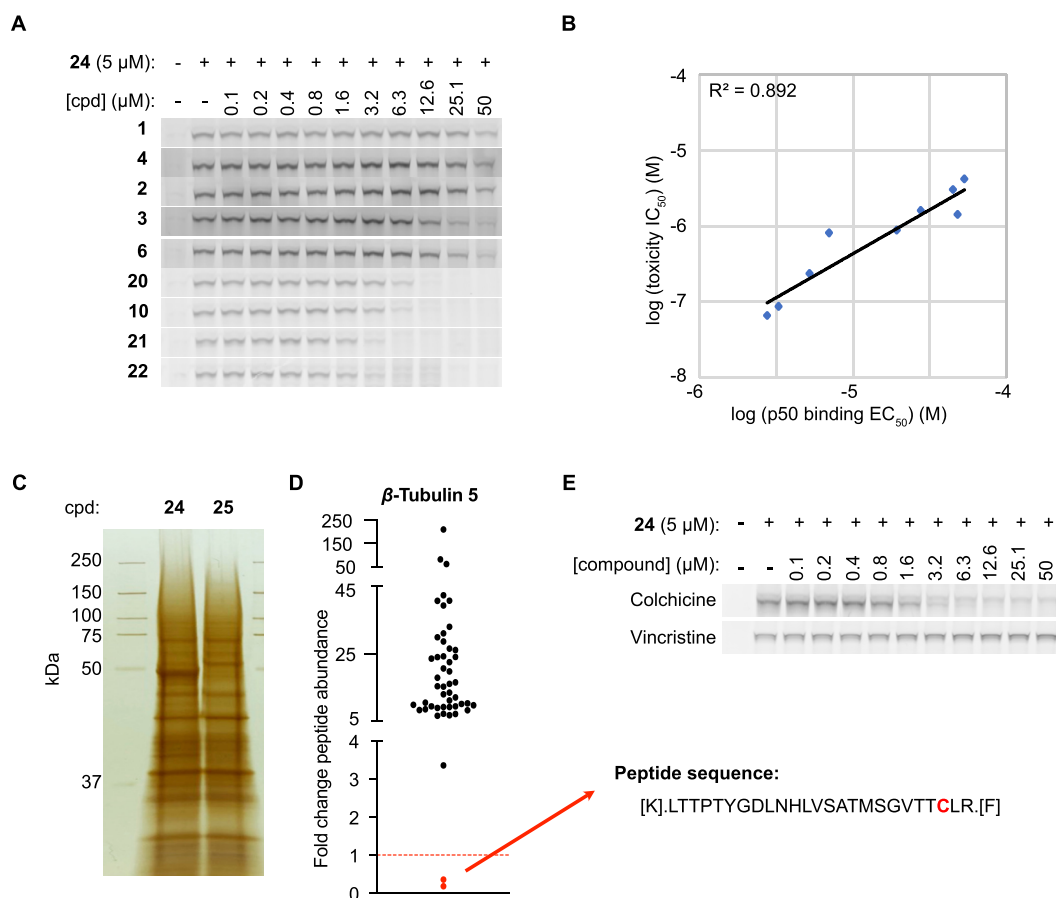 A
24 (5 µM): - + + + + + + + + + + +
[cpd] (µM): - - 0.1 0.2 0.4 0.8 1.6 3.2 6.3 12.6 25.1 50
1
4
2
3
6
20
10
21
22
B
R² = 0.892
-5
-6
-7
-8
-6 -5 -4
log (toxicity IC₅₀) (M)
log (p50 binding EC₅₀) (M)
C
cpd: 24 25
250
150
100
75
50
37
kDa
D
β-Tubulin 5
250
50
45
25
5
4
3
2
1
0
Fold change peptide abundance
E
24 (5 µM): - + + + + + + + + + + +
[compound] (µM): - - 0.1 0.2 0.4 0.8 1.6 3.2 6.3 12.6 25.1 50
Colchicine
Vincristine
Peptide sequence:
[K].LTTPTYGDLNHLVSATMSGVTTCLR.[F]